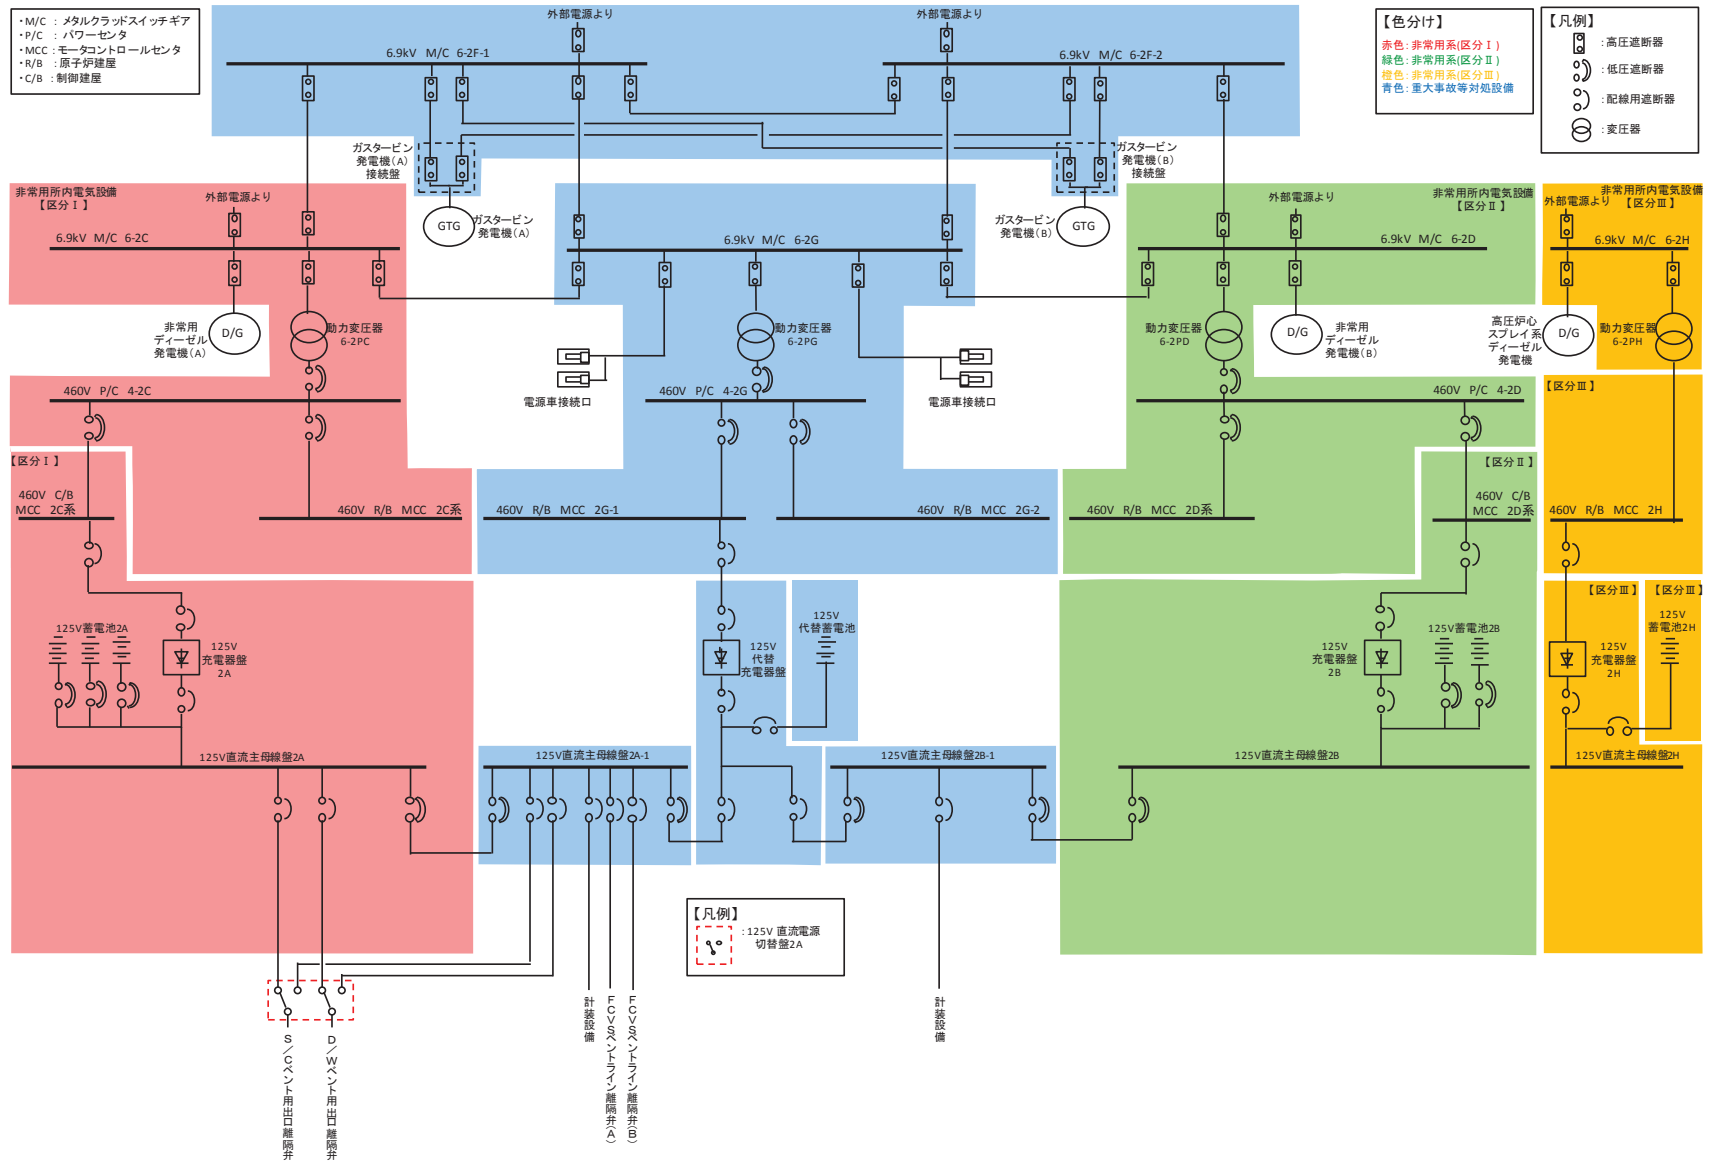 ・M/C ：メタルクラッドスイッチギア
・P/C ：パワーセンタ
・MCC：モータコントロールセンタ
・R/B ：原子炉建屋
・C/B ：制御建屋
外部電源より
外部電源より
6.9kV M/C 6-2F-1
6.9kV M/C 6-2F-2
【色分け】
赤色：非常用系(区分Ⅰ)
緑色：非常用系(区分Ⅱ)
橙色：非常用系(区分Ⅲ)
青色：重大事故等対処設備
【凡例】
：高圧遮断器
：低圧遮断器
：配線用遮断器
：変圧器
ガスタービン
発電機(A)
接続盤
ガスタービン
発電機(B)
接続盤
非常用所内電気設備
【区分Ⅰ】
外部電源より
GTG
ガスタービン
発電機(A)
ガスタービン
発電機(B)
GTG
外部電源より
非常用所内電気設備
【区分Ⅱ】
非常用所内電気設備
【区分Ⅲ】
外部電源より
6.9kV M/C 6-2C
6.9kV M/C 6-2G
6.9kV M/C 6-2D
6.9kV M/C 6-2H
非常用
ディーゼル
発電機(A)
D/G
動力変圧器
6-2PC
動力変圧器
6-2PG
動力変圧器
6-2PD
D/G
非常用
ディーゼル
発電機(B)
高圧炉心
スプレイ系
ディーゼル
発電機
D/G
動力変圧器
6-2PH
電源車接続口
電源車接続口
460V P/C 4-2C
460V P/C 4-2G
460V P/C 4-2D
【区分Ⅲ】
【区分Ⅰ】
【区分Ⅱ】
460V C/B
MCC 2C系
460V R/B MCC 2C系
460V R/B MCC 2G-1
460V R/B MCC 2G-2
460V R/B MCC 2D系
460V C/B
MCC 2D系
460V R/B MCC 2H
【区分Ⅲ】
【区分Ⅲ】
125V蓄電池2A
125V
充電器盤
2A
125V
代替
充電器盤
125V
代替蓄電池
125V
充電器盤
2B
125V蓄電池2B
125V
充電器盤
2H
125V
蓄電池2H
125V直流主母線盤2A
125V直流主母線盤2A-1
125V直流主母線盤2B-1
125V直流主母線盤2B
125V直流主母線盤2H
【凡例】
：125V 直流電源
切替盤2A
S／Cベント用出口隔離弁
D／Wベント用出口隔離弁
計装設備
FCVSベントライン隔離弁(A)
FCVSベントライン隔離弁(B)
計装設備